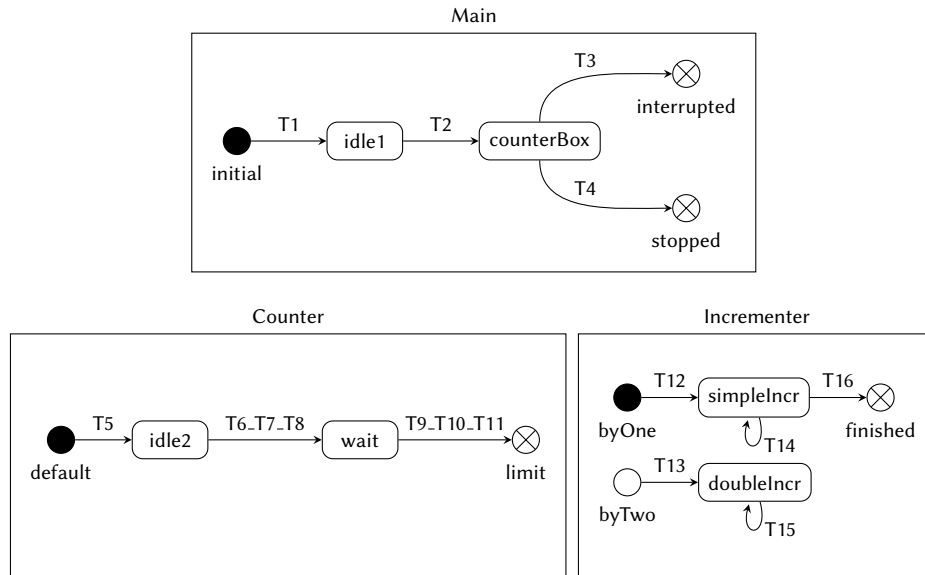 Main
T3
interrupted
T1
idle1
T2
counterBox
initial
T4
stopped
Counter
T5
idle2
T6_T7_T8
wait
T9_T10_T11
default
limit
Incrementer
T12
simpleIncr
T16
byOne
T14
finished
T13
doubleIncr
byTwo
T15